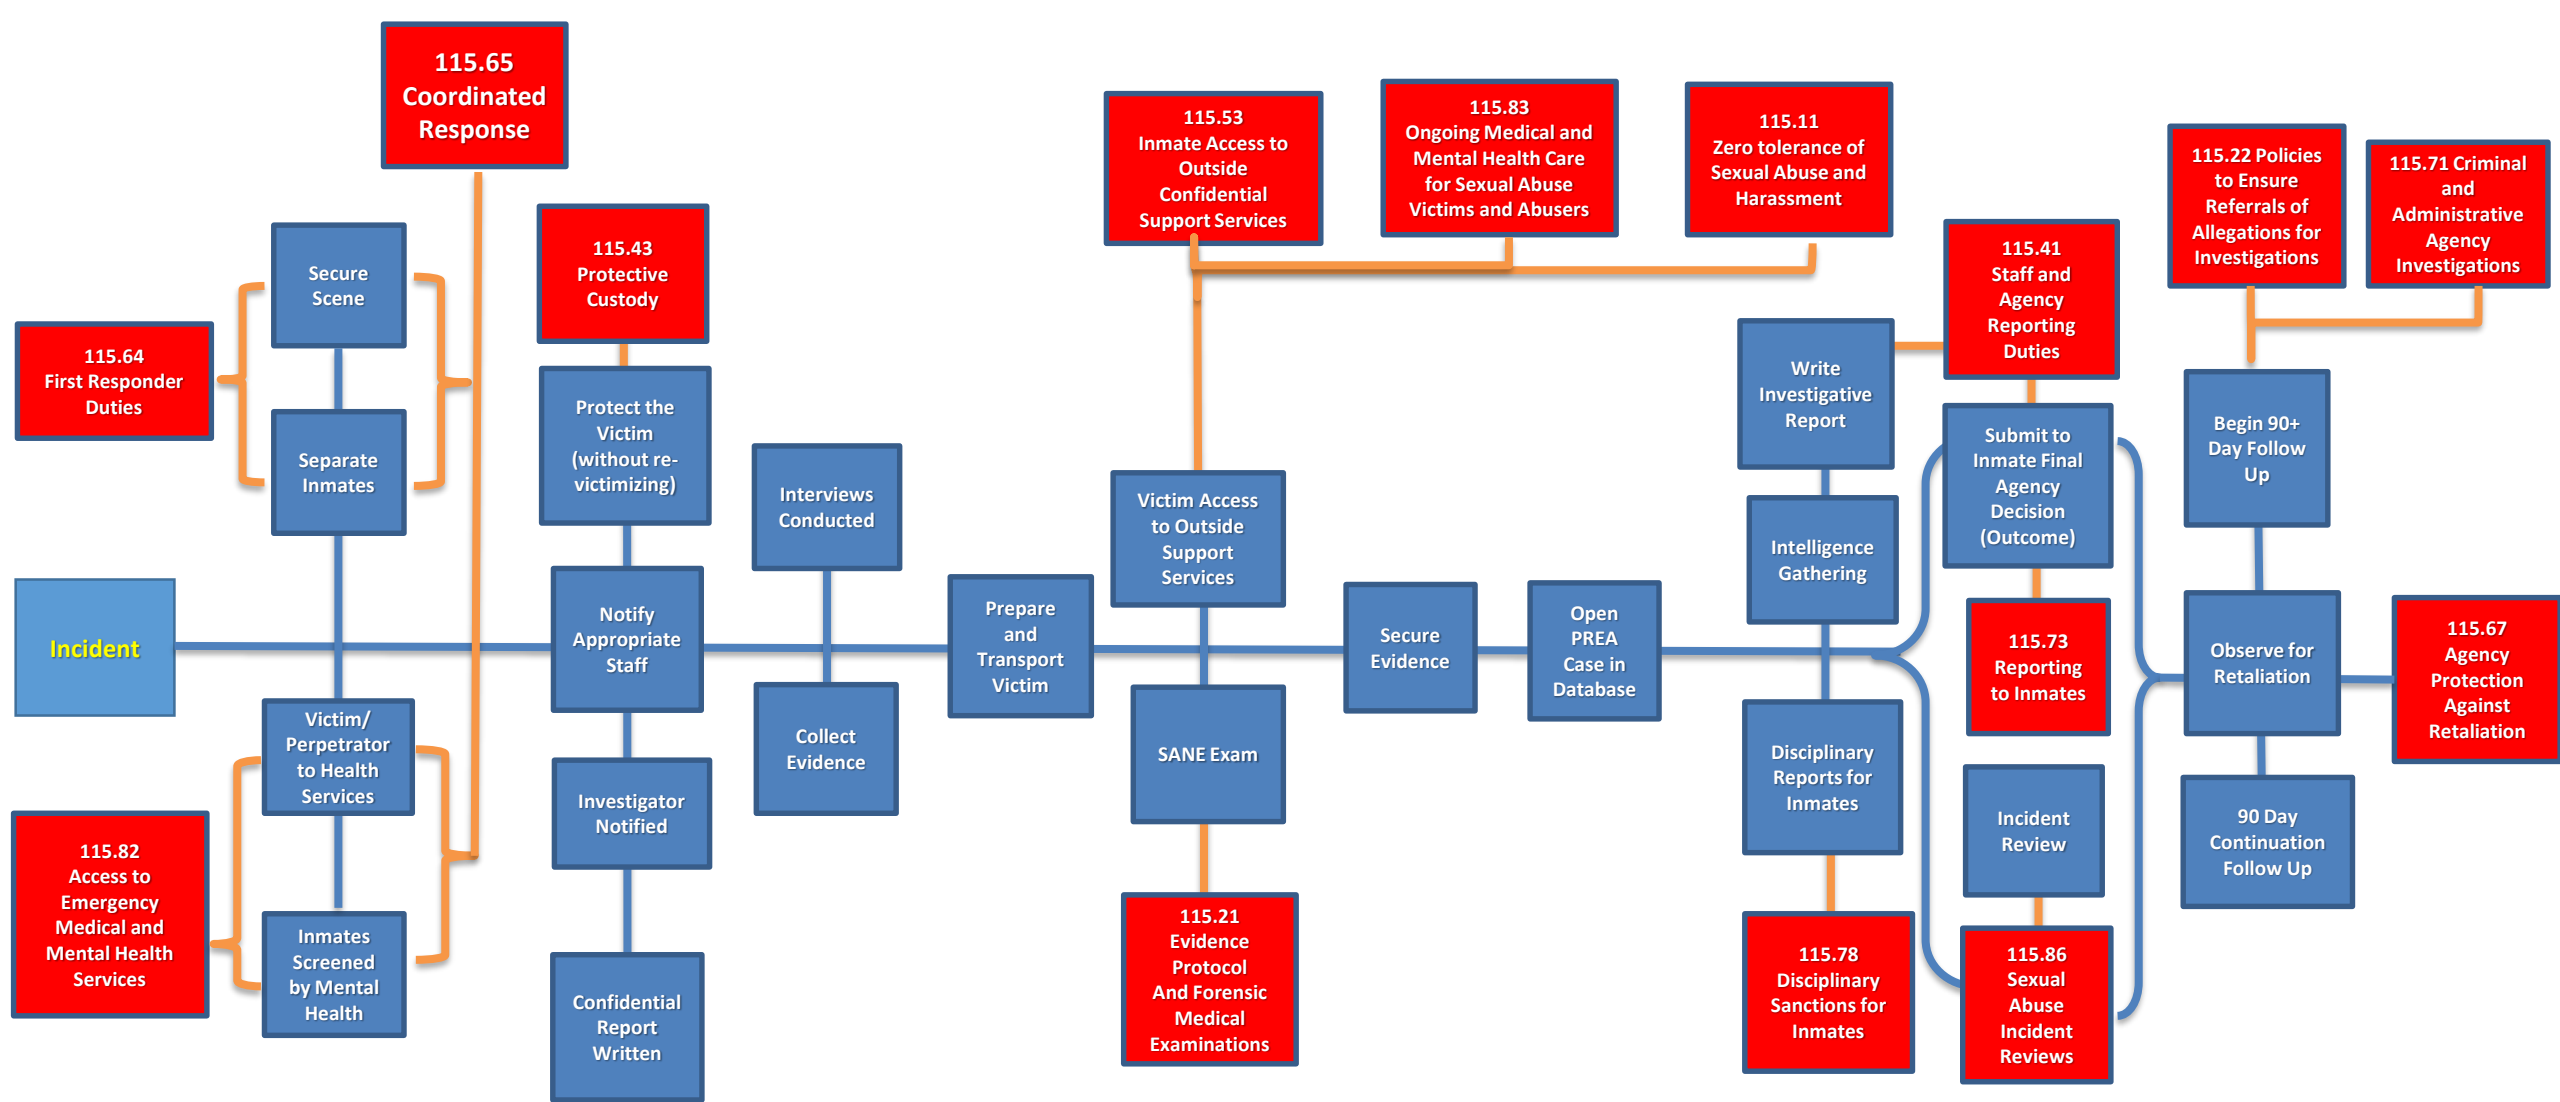 115.65
Coordinated
Response
115.64
First Responder
Duties
Secure
Scene
Separate
Inmates
Incident
Victim/
Perpetrator
to Health
Services
115.82
Access to
Emergency
Medical and
Mental Health
Services
Inmates
Screened
by Mental
Health
115.43
Protective
Custody
Protect the
Victim
(without re-
victimizing)
Notify
Appropriate
Staff
Investigator
Notified
Confidential
Report
Written
Interviews
Conducted
Collect
Evidence
Prepare
and
Transport
Victim
115.53
Inmate Access to
Outside
Confidential
Support Services
115.83
Ongoing Medical and
Mental Health Care
for Sexual Abuse
Victims and Abusers
115.11
Zero tolerance of
Sexual Abuse and
Harassment
Victim Access
to Outside
Support
Services
SANE Exam
115.21
Evidence
Protocol
And Forensic
Medical
Examinations
Secure
Evidence
Open
PREA
Case in
Database
Write
Investigative
Report
Intelligence
Gathering
Disciplinary
Reports for
Inmates
115.78
Disciplinary
Sanctions for
Inmates
115.41
Staff and
Agency
Reporting
Duties
Submit to
Inmate Final
Agency
Decision
(Outcome)
115.73
Reporting
to Inmates
Incident
Review
115.86
Sexual
Abuse
Incident
Reviews
115.22 Policies
to Ensure
Referrals of
Allegations for
Investigations
115.71 Criminal
and
Administrative
Agency
Investigations
Begin 90+
Day Follow
Up
Observe for
Retaliation
90 Day
Continuation
Follow Up
115.67
Agency
Protection
Against
Retaliation